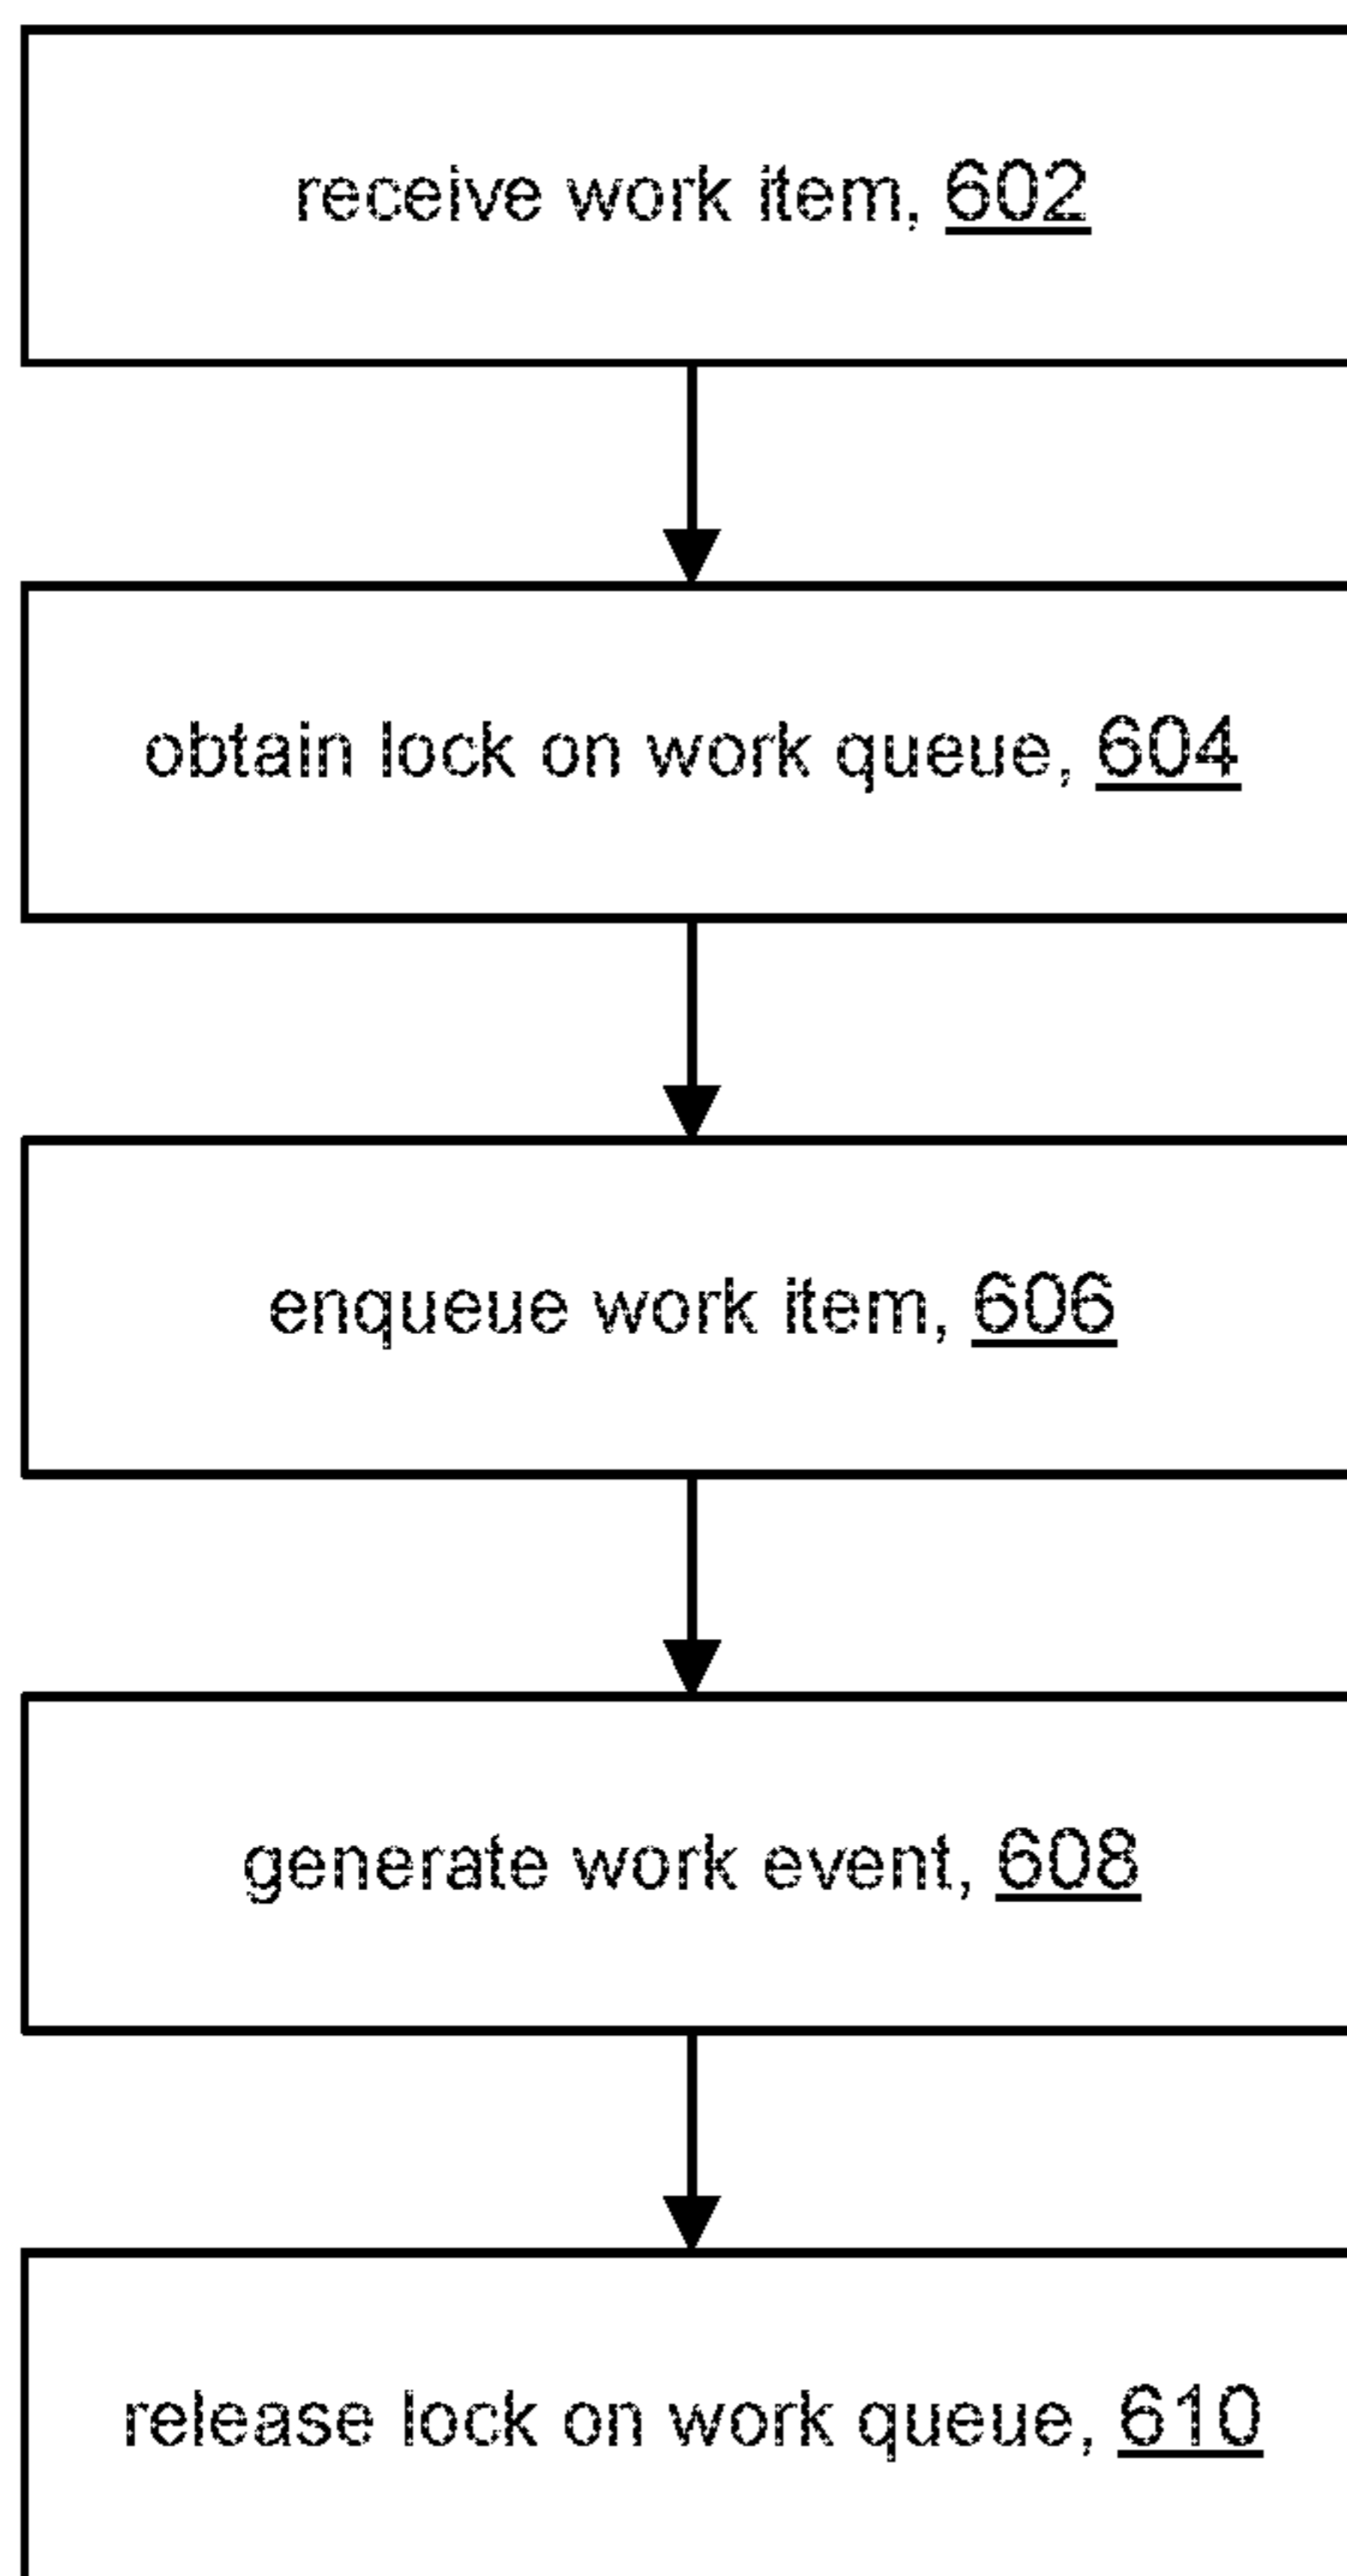 receive work item, 602
obtain lock on work queue, 604
enqueue work item, 606
generate work event, 608
release lock on work queue, 610